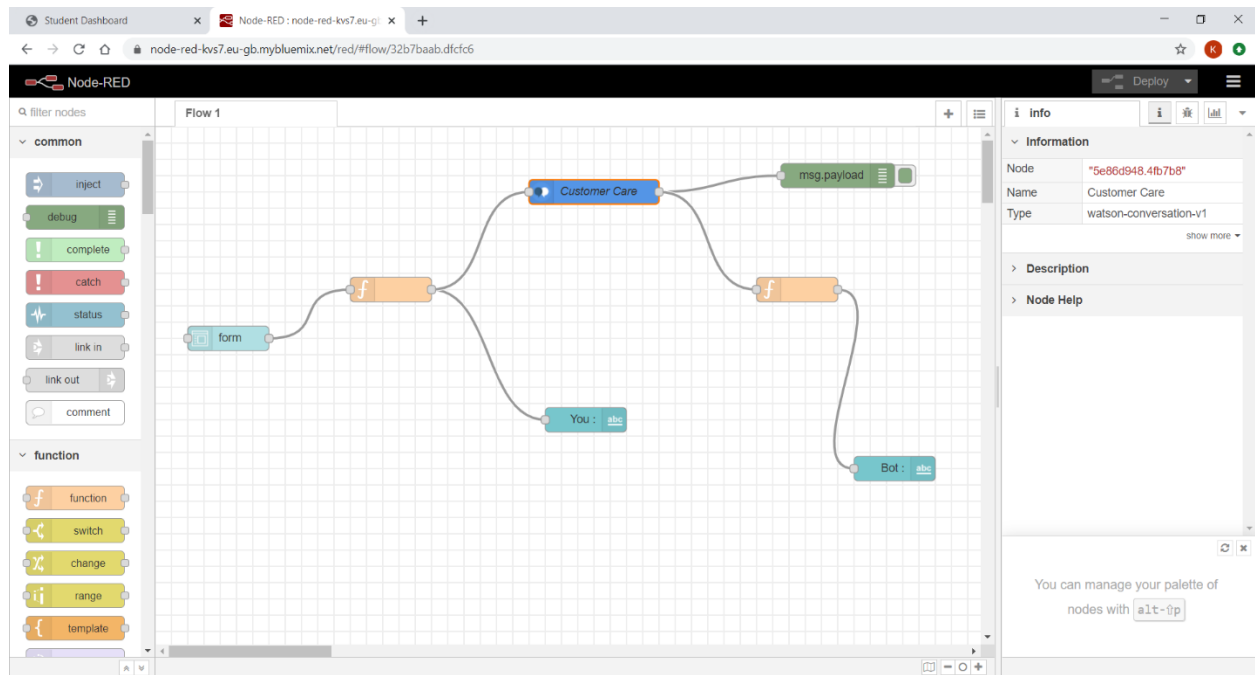 Student Dashboard
Node-RED : node-red-kvs7.eu-g
node-red-kvs7.eu-gb.mybluemix.net/red/#flow/32b7baab.dfcfc6
K
Node-RED
Deploy
filter nodes
common
inject
debug
complete
catch
status
link in
link out
comment
function
function
switch
change
range
template
Flow 1
Customer Care
msg.payload
form
You :
abc
Bot :
abc
i info
i
Information
Node "5e86d948.4fb7b8"
Name Customer Care
Type watson-conversation-v1
show more
Description
Node Help
You can manage your palette of
nodes with alt-⇧p